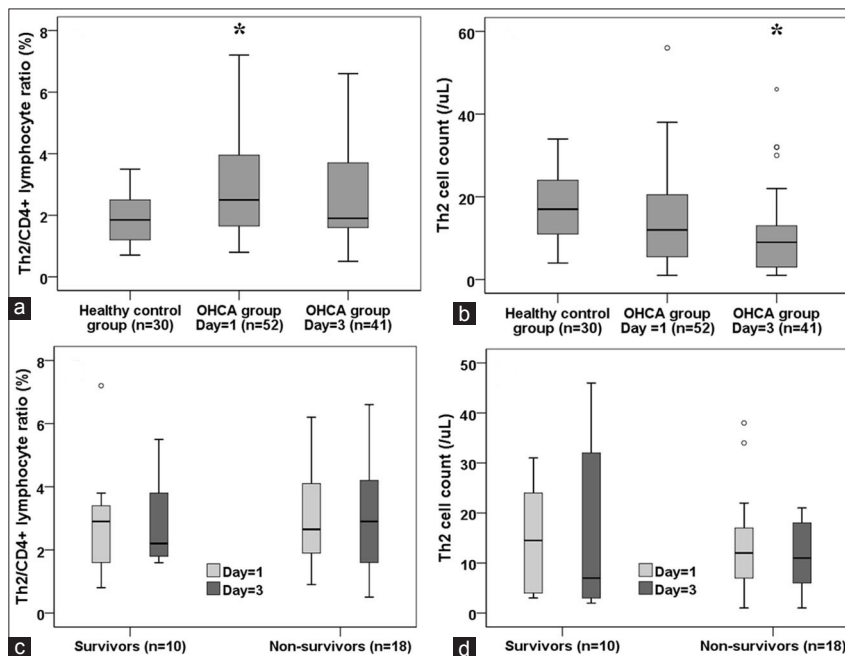 8
6
4
2
0
Th2/CD4+ lymphocyte ratio (%)
*
Healthy control
group (n=30)
OHCA group
Day=1 (n=52)
OHCA group
Day=3 (n=41)
a
60
40
20
0
Th2 cell count (/uL)
*
Healthy control
group (n=30)
OHCA group
Day =1 (n=52)
OHCA group
Day=3 (n=41)
b
8
6
4
2
0
Th2/CD4+ lymphocyte ratio (%)
Day=1
Day=3
Survivors (n=10)
Non-survivors (n=18)
c
50
40
30
20
10
0
Th2 cell count (/uL)
Day=1
Day=3
Survivors (n=10)
Non-survivors (n=18)
d